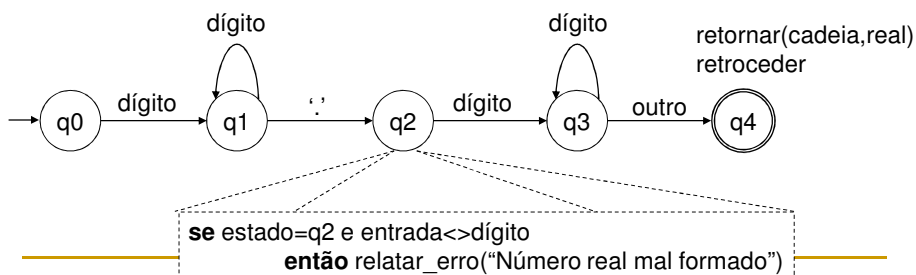 dígito
dígito
retornar(cadeia,real)
retroceder
q0
dígito
q1
‘.’
q2
dígito
q3
outro
q4
se estado=q2 e entrada<>dígito
então relatar_erro(“Número real mal formado”)